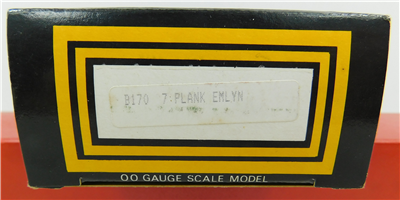 B170 7:PLANK EMLYN
OO GAUGE SCALE MODEL